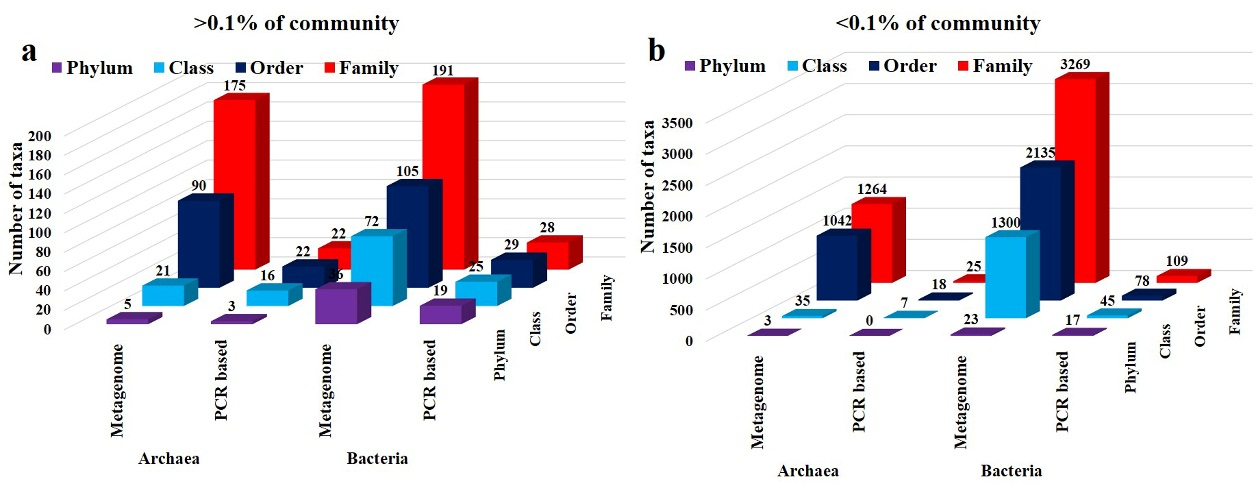 >0.1% of community
a
Phylum Class Order Family
Number of taxa
200
180
160
140
120
100
80
60
40
20
0
175
191
90
105
22
28
21
22
72
29
16
36
25
5
3
19
Metagenome
PCR based
Metagenome
PCR based
Phylum
Class
Order
Family
Archaea
Bacteria
<0.1% of community
b
Phylum Class Order Family
Number of taxa
3500
3000
2500
2000
1500
1000
500
0
3269
2135
1264
1042
1300
25
109
18
78
35
7
45
3
0
23
17
Metagenome
PCR based
Metagenome
PCR based
Phylum
Class
Order
Family
Archaea
Bacteria